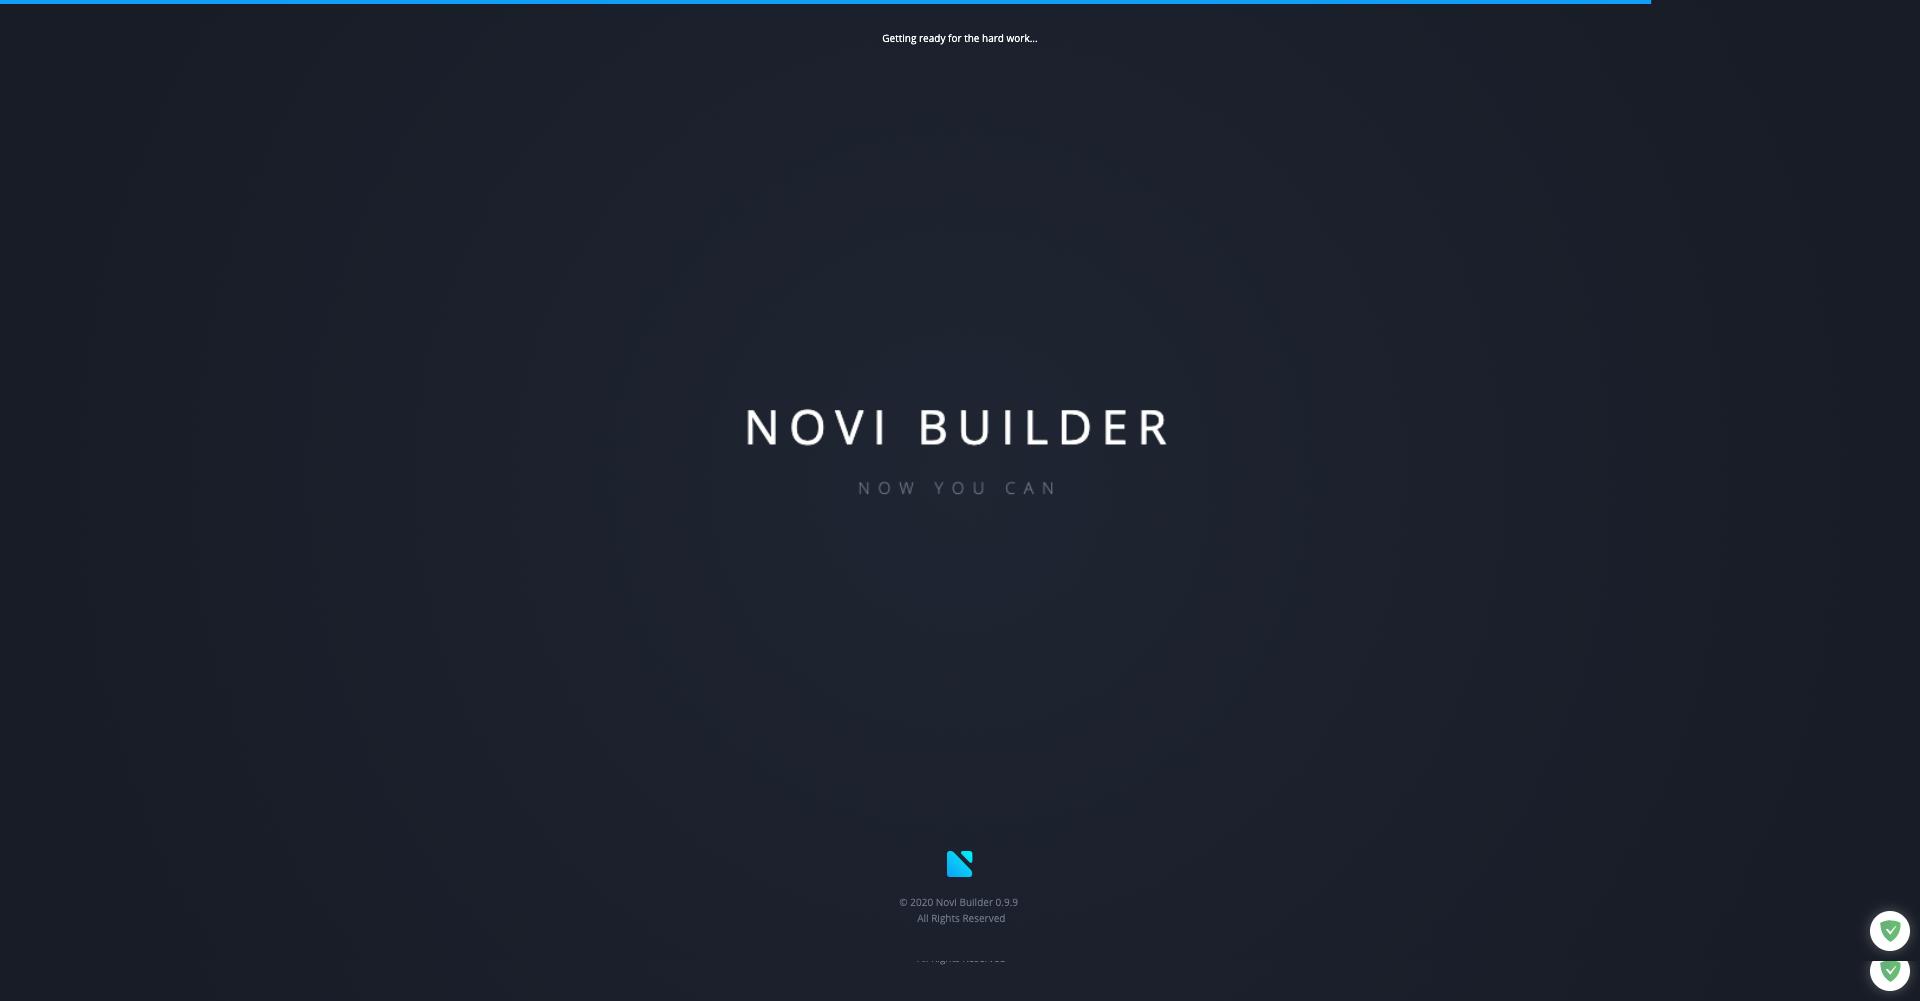 Getting ready for the hard work...
NOVI BUILDER
NOW YOU CAN
© 2020 Novi Builder 0.9.9
All Rights Reserved